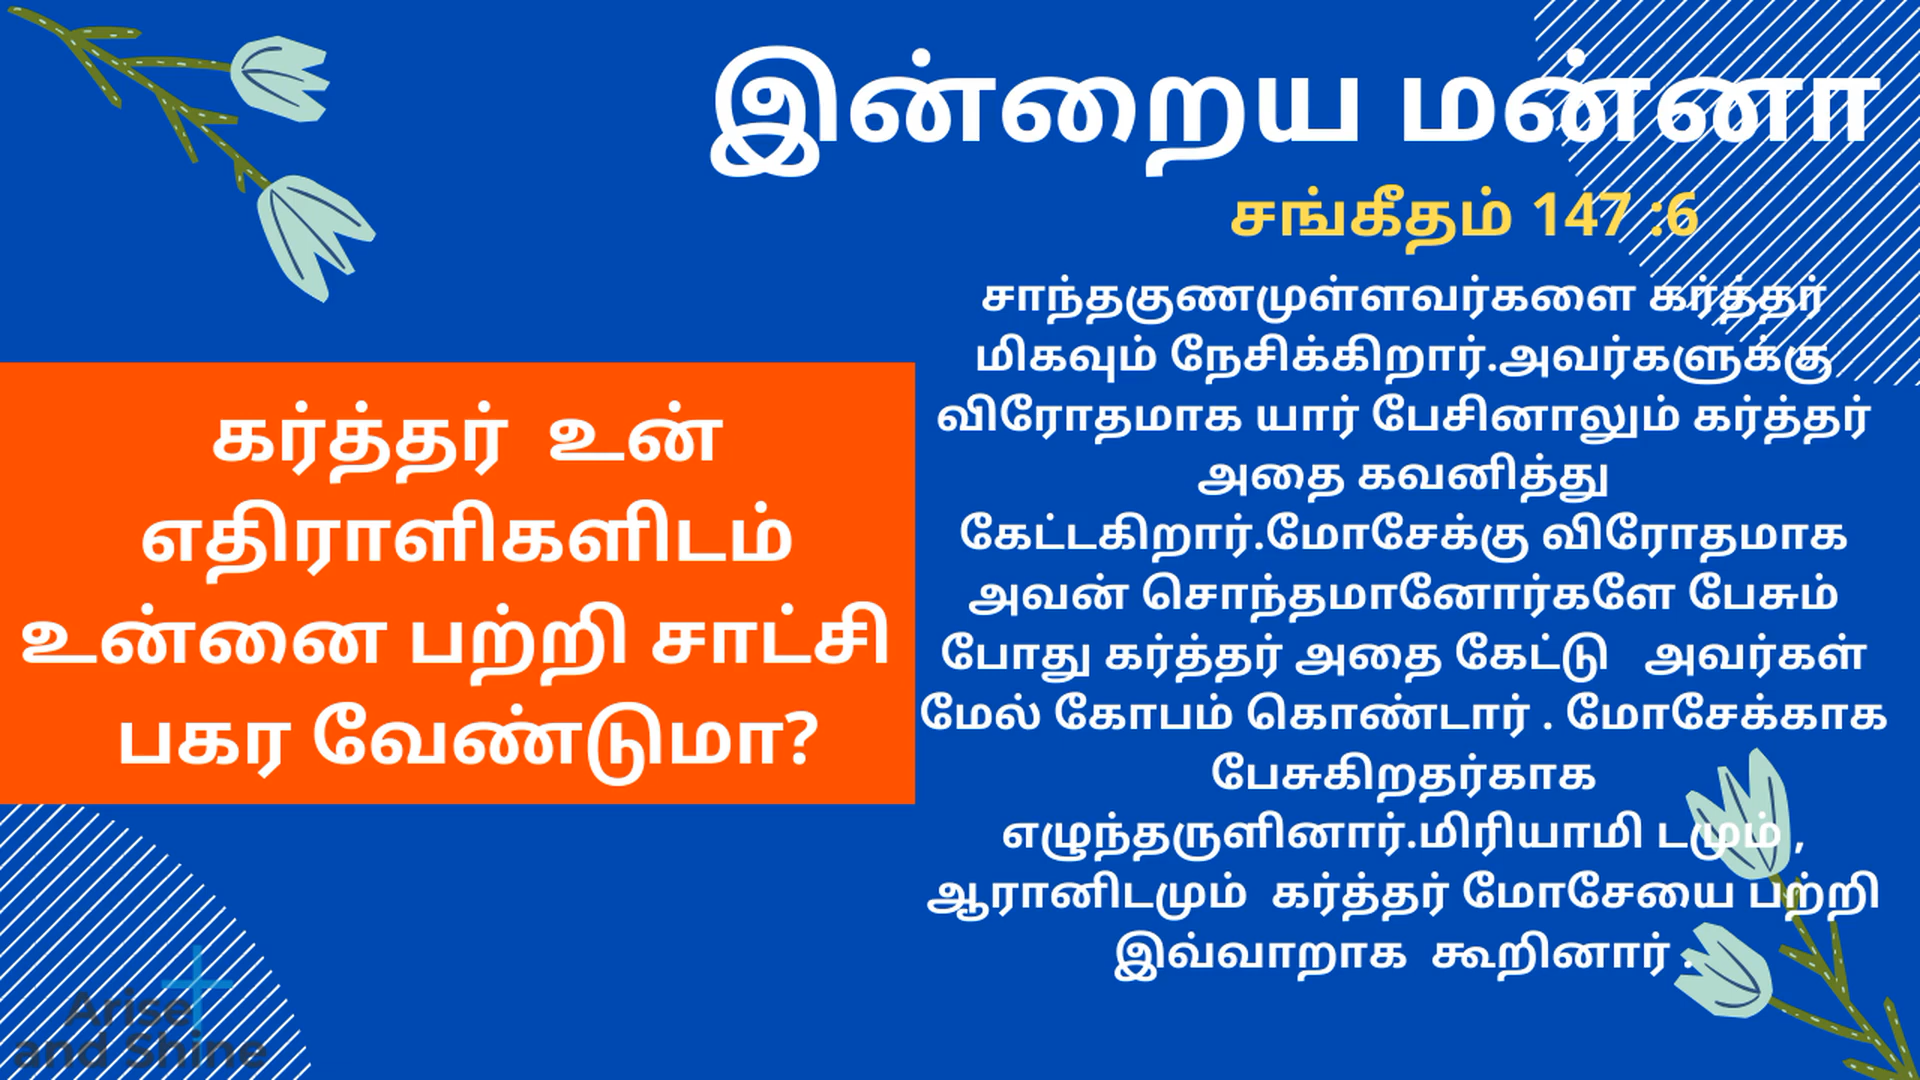 இன்றைய மன்னா
சங்கீதம் 147 :6
கர்த்தர் உன்
எதிராளிகளிடம்
உன்னை பற்றி சாட்சி
பகர வேண்டுமா?
சாந்தகுணமுள்ளவர்களை கர்த்தர்
மிகவும் நேசிக்கிறார்.அவர்களுக்கு
விரோதமாக யார் பேசினாலும் கர்த்தர்
அதை கவனித்து
கேட்டகிறார்.மோசேக்கு விரோதமாக
அவன் சொந்தமானோர்களே பேசும்
போது கர்த்தர் அதை கேட்டு அவர்கள்
மேல் கோபம் கொண்டார் . மோசேக்காக
பேசுகிறதர்காக
எழுந்தருளினார்.மிரியாமி டமும் ,
ஆரானிடமும் கர்த்தர் மோசேயை பற்றி
இவ்வாறாக கூறினார் .
Arise
and Shine